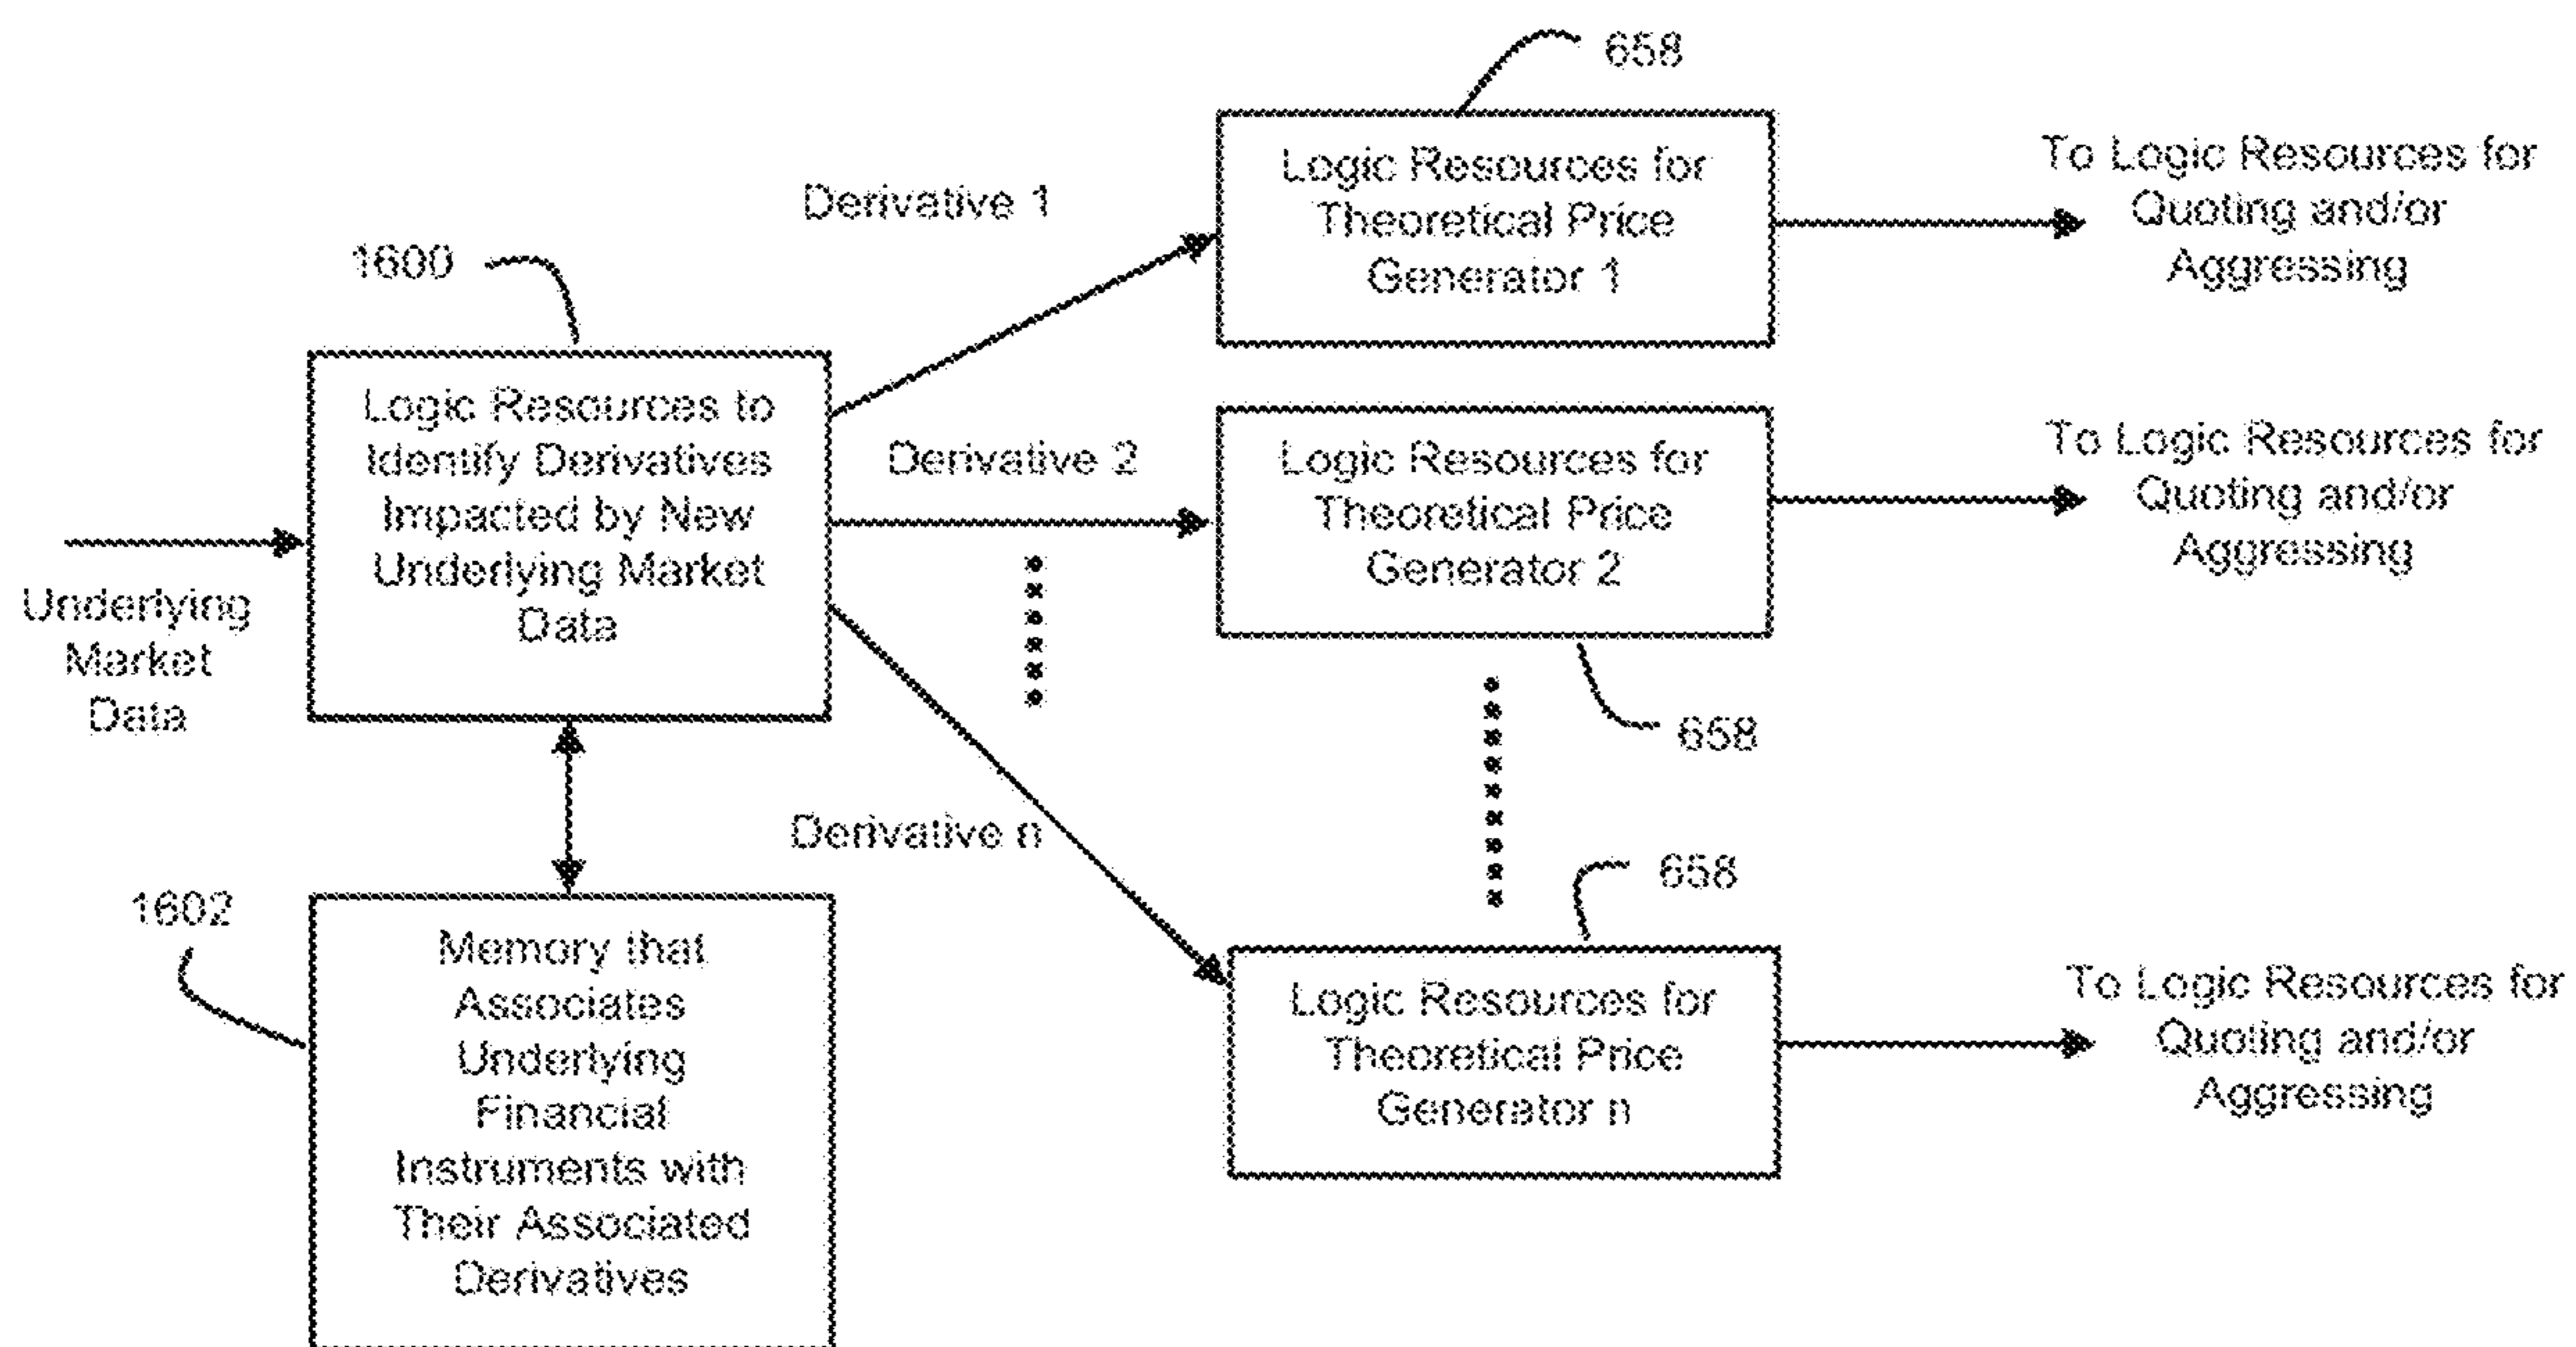 658
Logic Resources for
Theoretical Price
Generator 1
To Logic Resources for
Quoting and/or
Aggressing
Derivative 1
1600
Logic Resources to
Identify Derivatives
Impacted by New
Underlying Market
Data
Derivative 2
Logic Resources for
Theoretical Price
Generator 2
To Logic Resources for
Quoting and/or
Aggressing
Underlying
Market
Data
658
Derivative n
658
1602
Memory that
Associates
Underlying
Financial
Instruments with
Their Associated
Derivatives
Logic Resources for
Theoretical Price
Generator n
To Logic Resources for
Quoting and/or
Aggressing